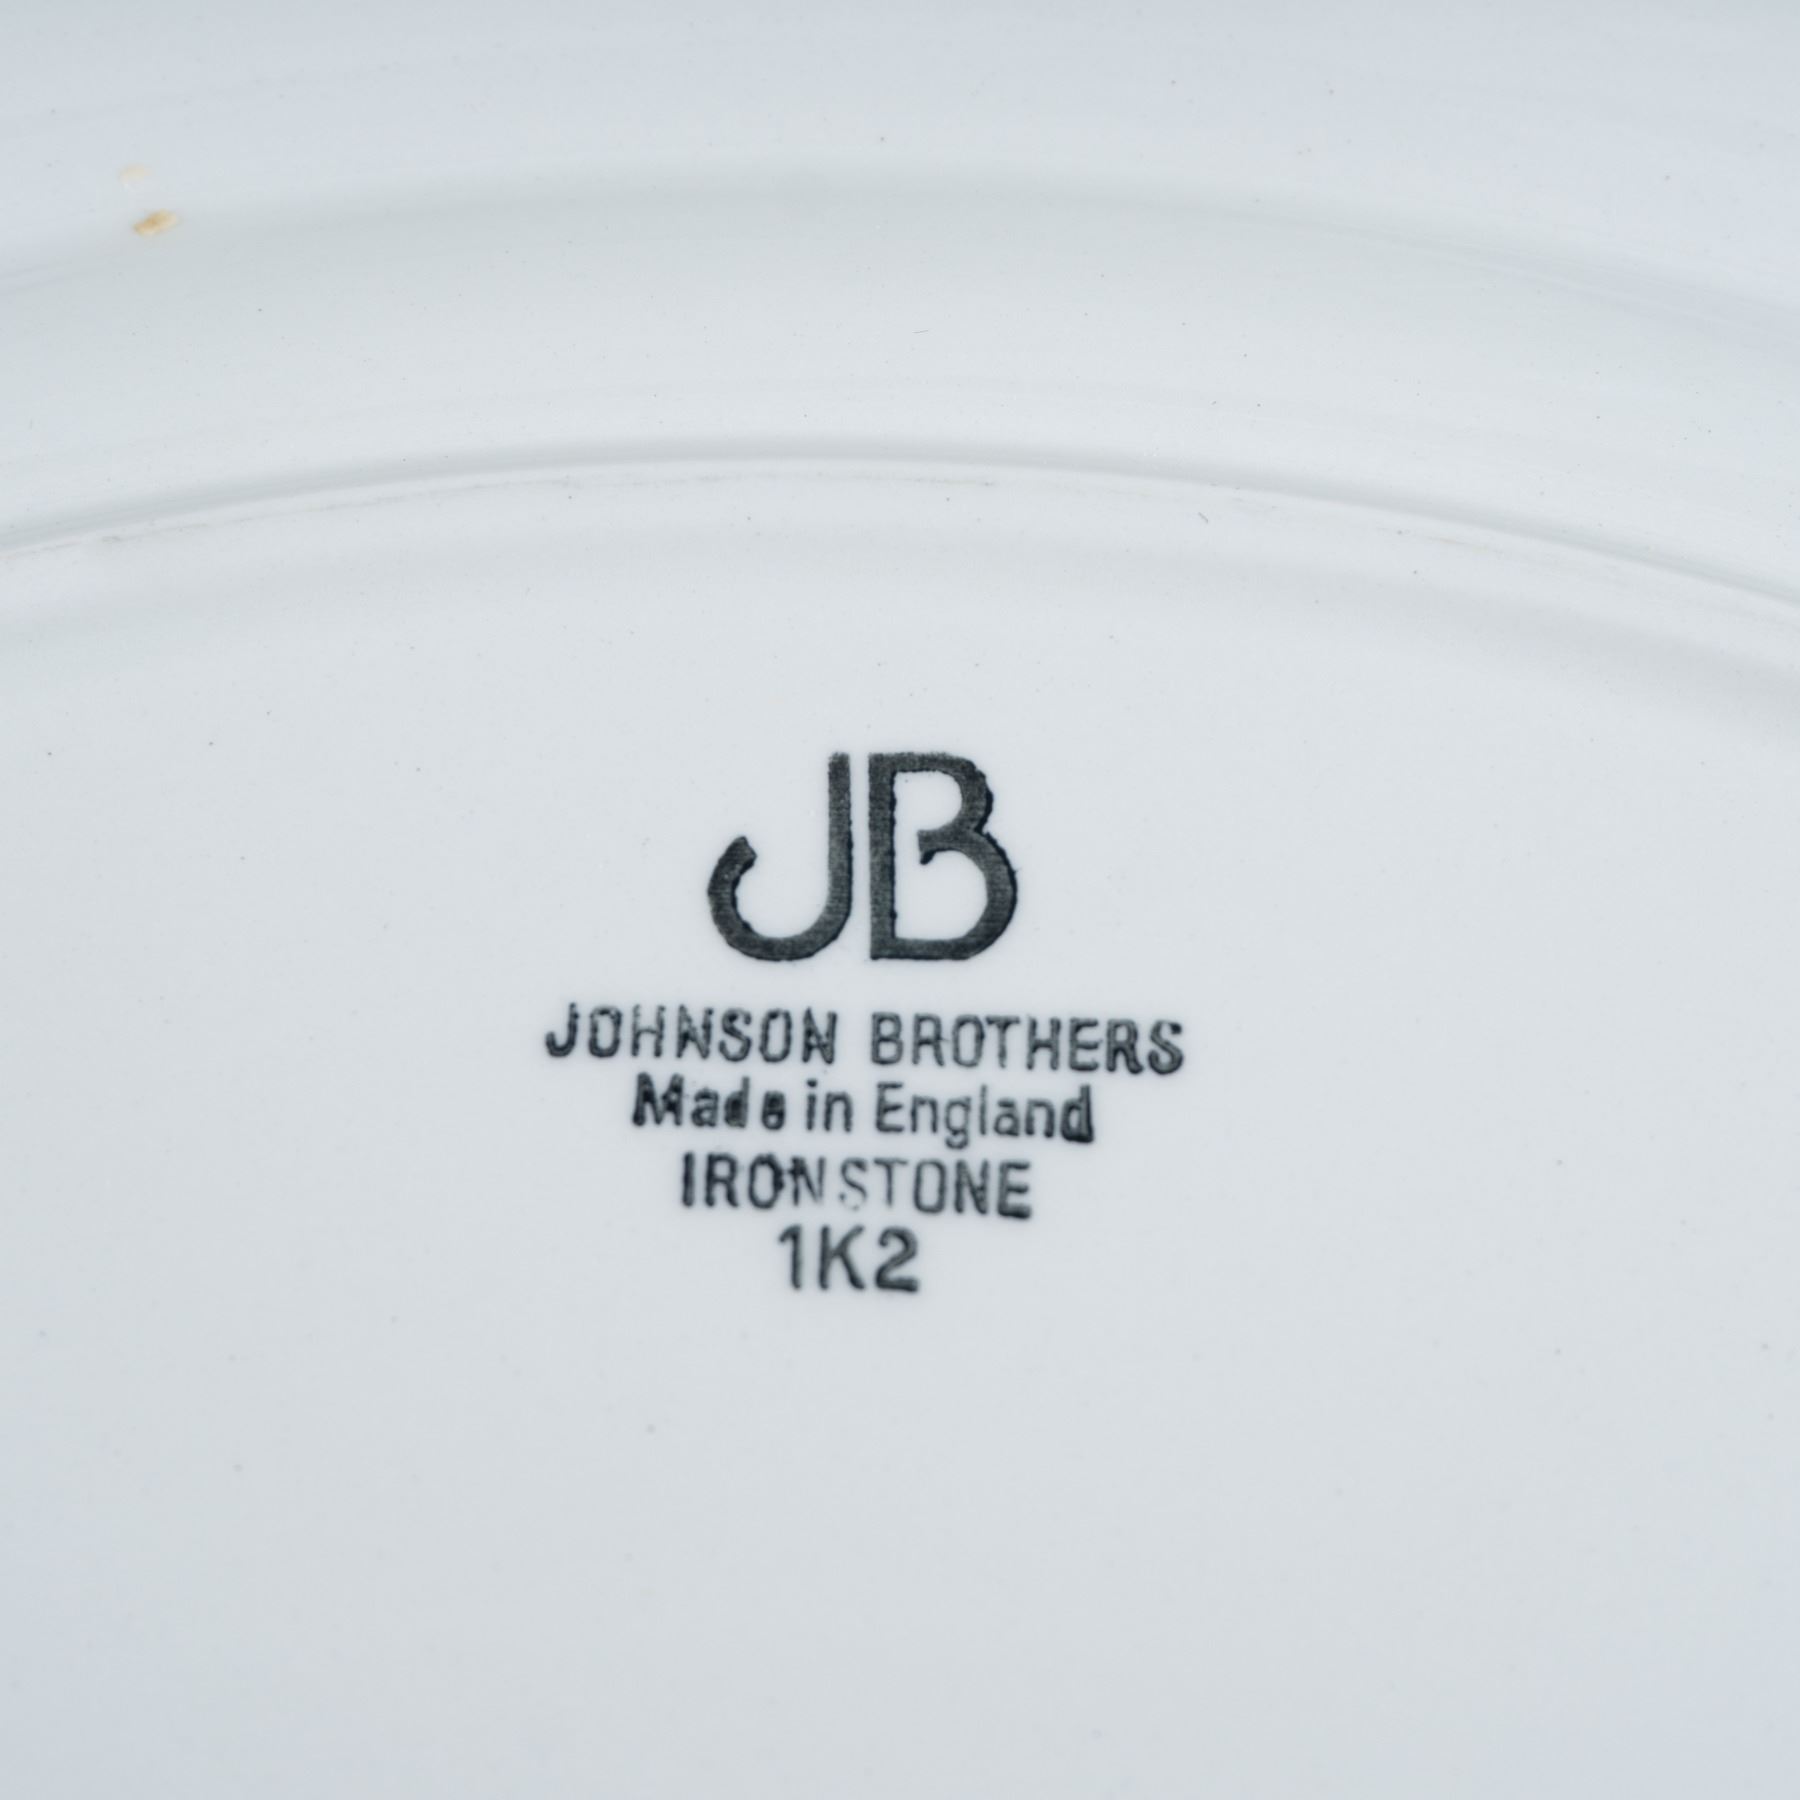 JB
JOHNSON BROTHERS
Made in England
IRONSTONE
1K2